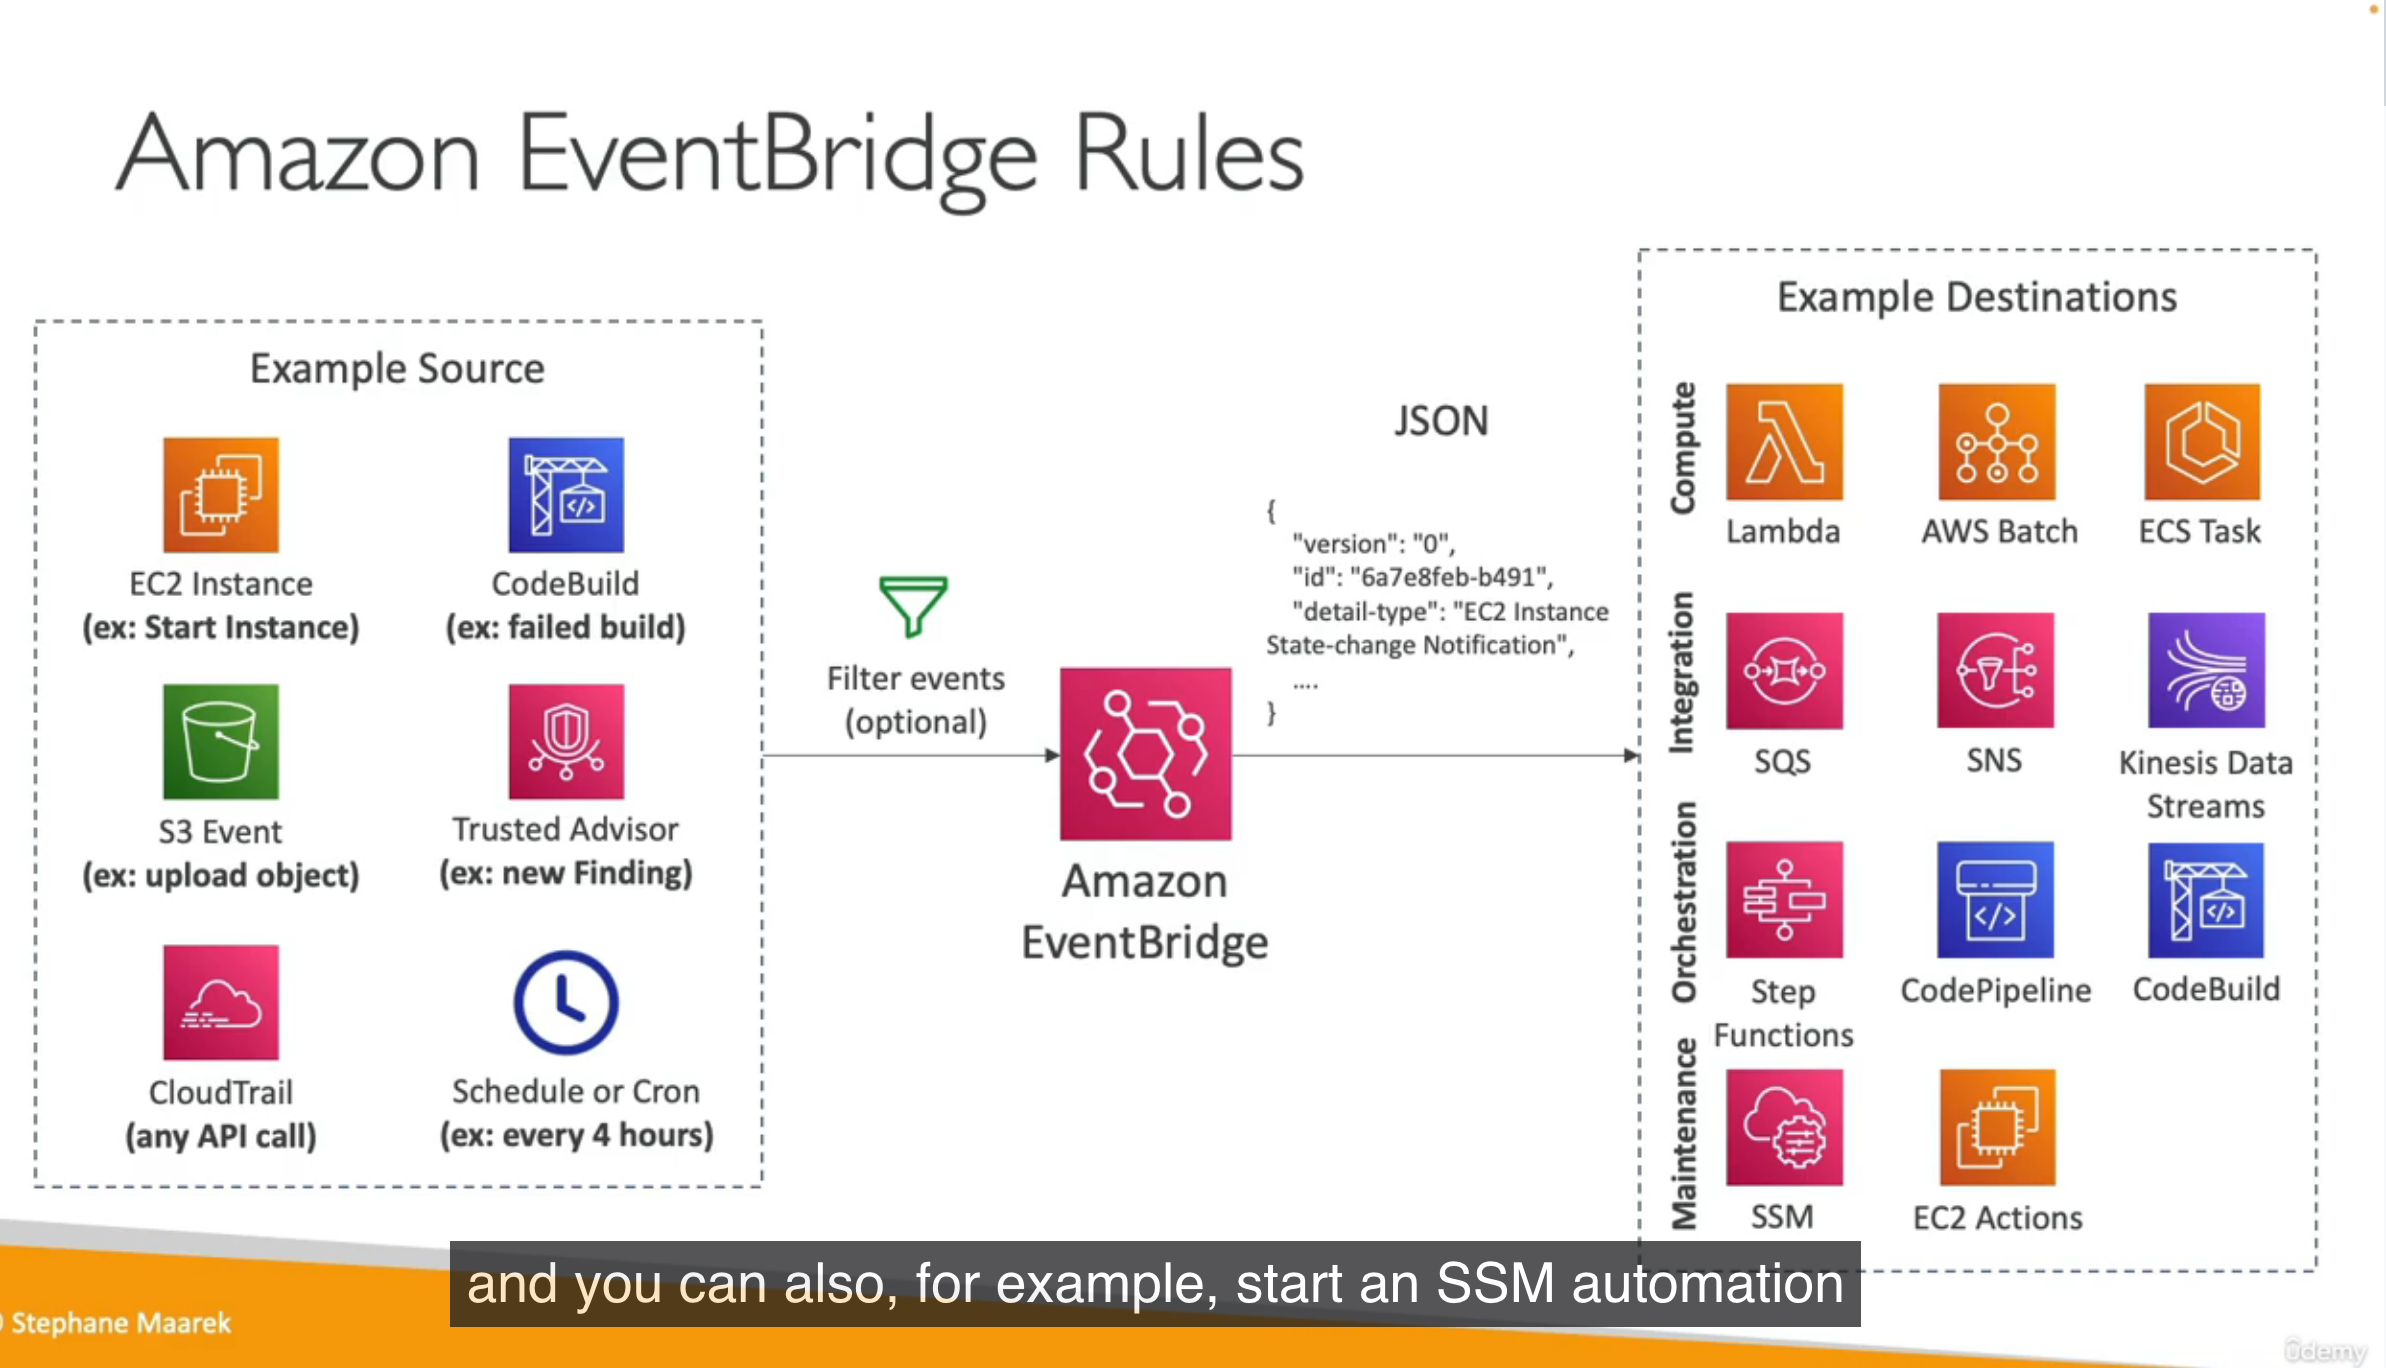 Amazon EventBridge Rules
Example Source
EC2 Instance
(ex: Start Instance)
CodeBuild
(ex: failed build)
S3 Event
(ex: upload object)
Trusted Advisor
(ex: new Finding)
CloudTrail
(any API call)
Schedule or Cron
(ex: every 4 hours)
Filter events
(optional)
Amazon
EventBridge
JSON
{
"version": "0",
"id": "6a7e8feb-b491",
"detail-type": "EC2 Instance
State-change Notification",
....
}
Example Destinations
Compute
Lambda
AWS Batch
ECS Task
Integration
SQS
SNS
Kinesis Data
Streams
Orchestration
Step
Functions
CodePipeline
CodeBuild
Maintenance
SSM
EC2 Actions
and you can also, for example, start an SSM automation
Stephane Maarek
ûdemy